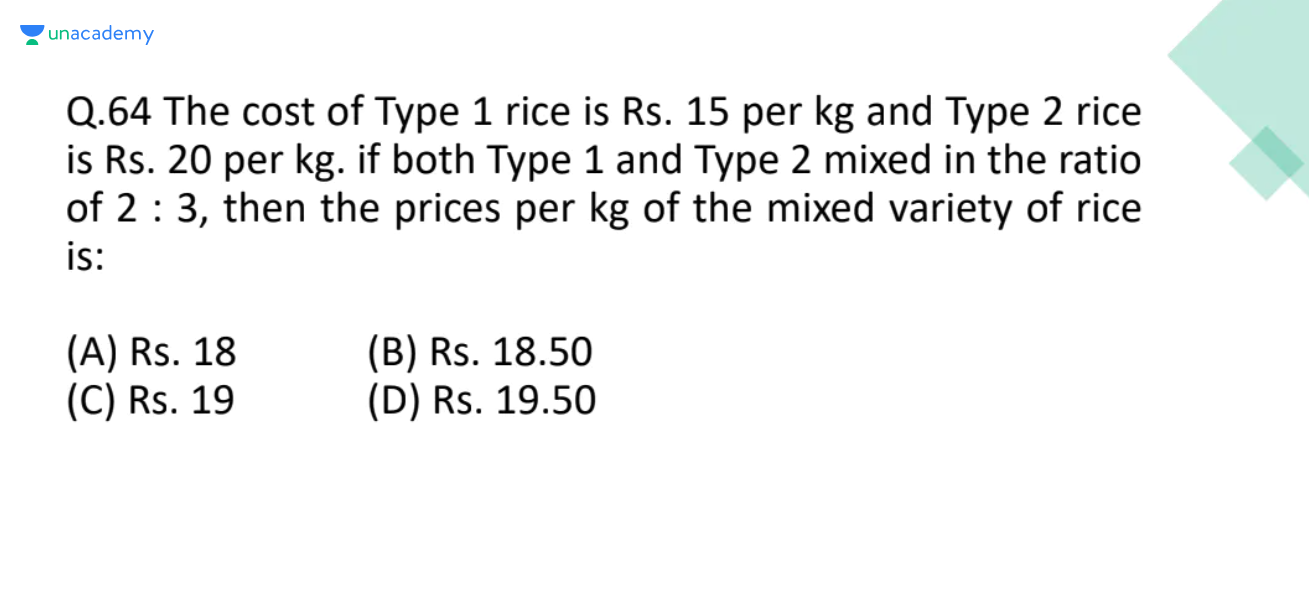 unacademy
Q.64 The cost of Type 1 rice is Rs. 15 per kg and Type 2 rice
is Rs. 20 per kg. if both Type 1 and Type 2 mixed in the ratio
of 2 : 3, then the prices per kg of the mixed variety of rice
is:
(A) Rs. 18 (B) Rs. 18.50
(C) Rs. 19 (D) Rs. 19.50